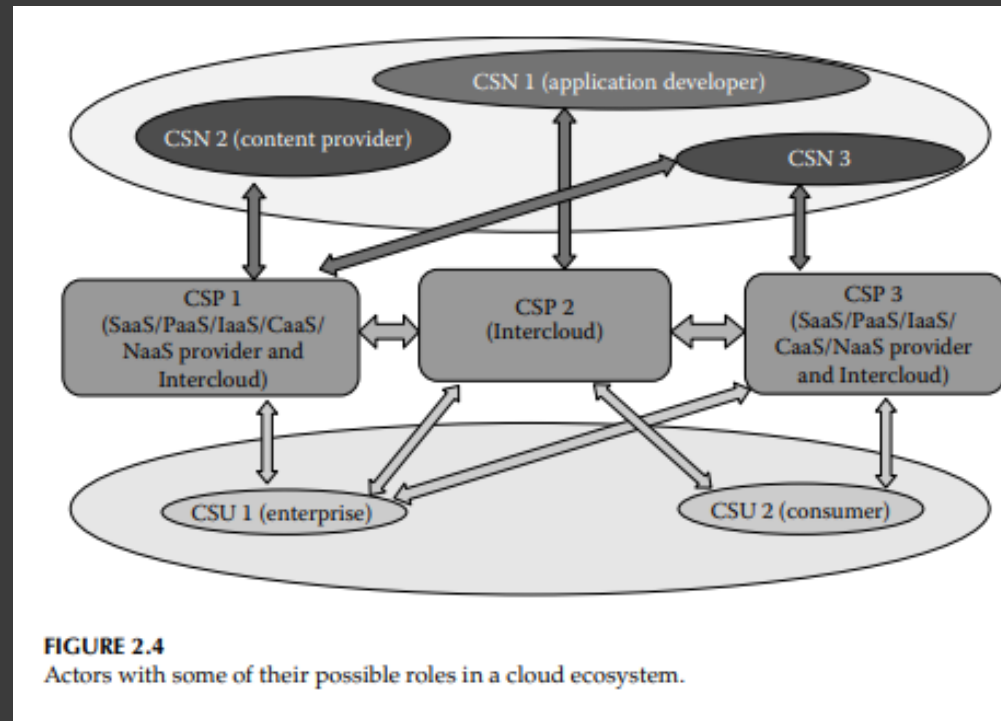 CSN 1 (application developer)
CSN 2 (content provider)
CSN 3
CSP 1
(SaaS/PaaS/IaaS/CaaS/
NaaS provider and
Intercloud)
CSP 2
(Intercloud)
CSP 3
(SaaS/PaaS/IaaS/
CaaS/NaaS provider
and Intercloud)
CSU 1 (enterprise)
CSU 2 (consumer)
FIGURE 2.4
Actors with some of their possible roles in a cloud ecosystem.